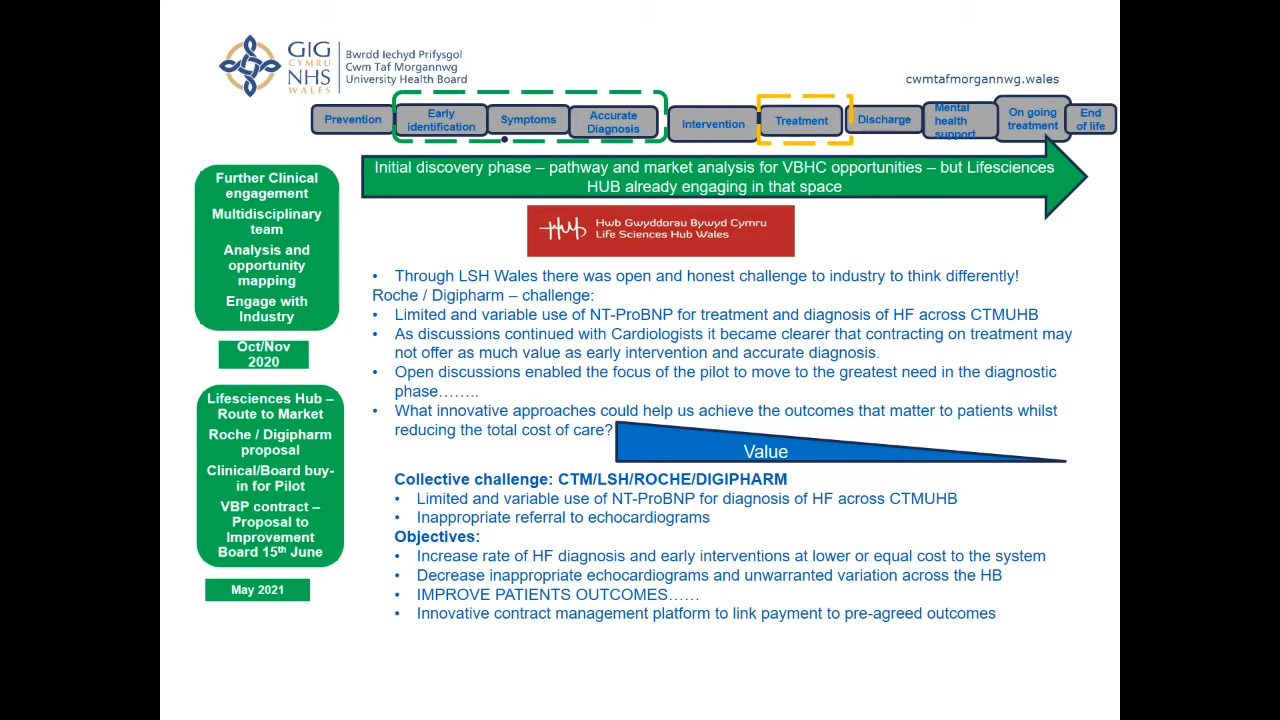 GIG
CYMRU
NHS
WALES
Bwrdd Iechyd Prifysgol
Cwm Taf Morgannwg
University Health Board
cwmtafmorgannwg.wales
Prevention
Early
identification
Symptoms
Accurate
Diagnosis
Intervention
Treatment
Discharge
Mental
health
support
On going
treatment
End
of life
Initial discovery phase – pathway and market analysis for VBHC opportunities – but Lifesciences
HUB already engaging in that space
Further Clinical
engagement
Multidisciplinary
team
Analysis and
opportunity
mapping
Engage with
Industry
Oct/Nov
2020
Lifesciences Hub –
Route to Market
Roche / Digipharm
proposal
Clinical/Board buy-
in for Pilot
VBP contract –
Proposal to
Improvement
Board 15th June
May 2021
Hub
Hwb Gwyddorau Bywyd Cymru
Life Sciences Hub Wales
• Through LSH Wales there was open and honest challenge to industry to think differently!
Roche / Digipharm – challenge:
• Limited and variable use of NT-ProBNP for treatment and diagnosis of HF across CTMUHB
• As discussions continued with Cardiologists it became clearer that contracting on treatment may
not offer as much value as early intervention and accurate diagnosis.
• Open discussions enabled the focus of the pilot to move to the greatest need in the diagnostic
phase……..
• What innovative approaches could help us achieve the outcomes that matter to patients whilst
reducing the total cost of care?
Value
Collective challenge: CTM/LSH/ROCHE/DIGIPHARM
• Limited and variable use of NT-ProBNP for diagnosis of HF across CTMUHB
• Inappropriate referral to echocardiograms
Objectives:
• Increase rate of HF diagnosis and early interventions at lower or equal cost to the system
• Decrease inappropriate echocardiograms and unwarranted variation across the HB
• IMPROVE PATIENTS OUTCOMES……
• Innovative contract management platform to link payment to pre-agreed outcomes